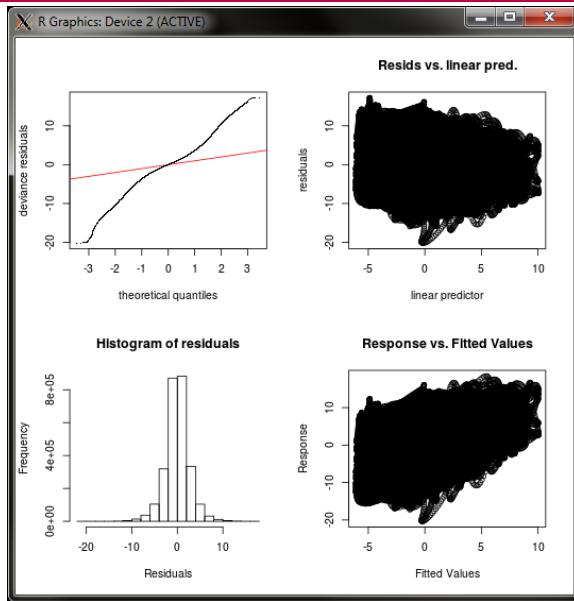 R Graphics: Device 2 (ACTIVE)
deviance residuals
10
0
-10
-20
-3 -2 -1 0 1 2 3
theoretical quantiles
Resids vs. linear pred.
residuals
10
0
-10
-20
-5 0 5 10
linear predictor
Histogram of residuals
Frequency
8e+05
4e+05
0e+00
-20 -10 0 10
Residuals
Response vs. Fitted Values
Response
10
0
-10
-20
-5 0 5 10
Fitted Values